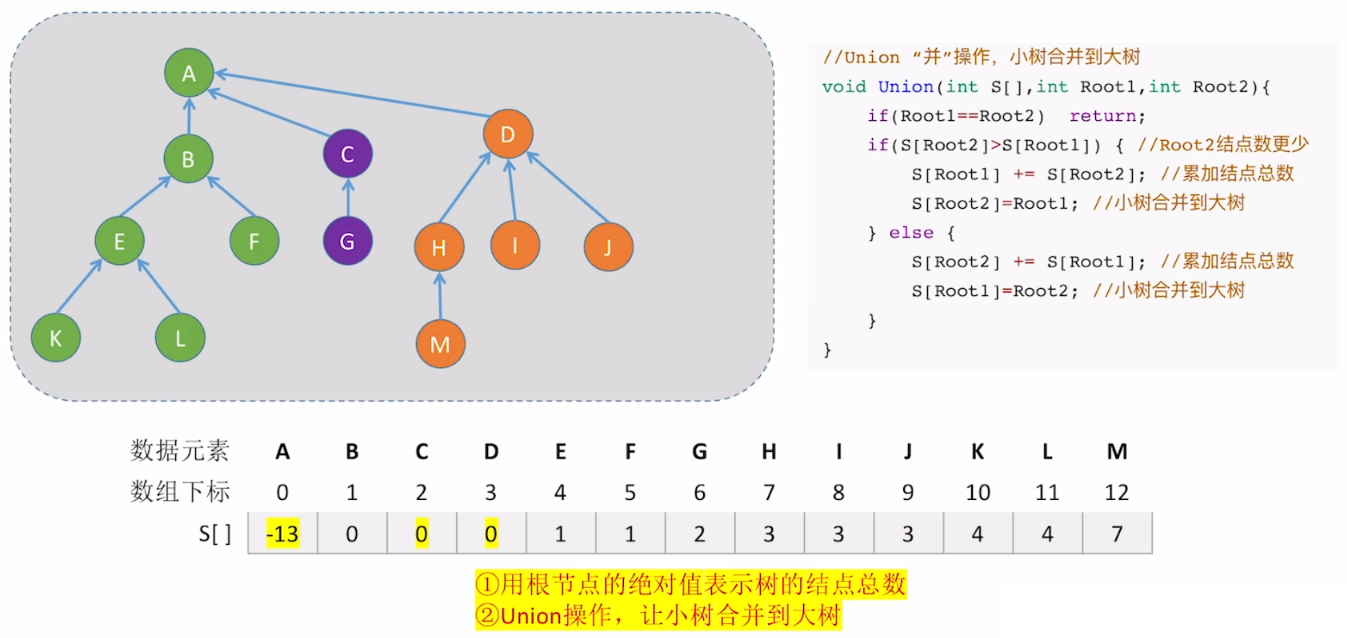 A
B
C
D
E
F
G
H
I
J
K
L
M
//Union “并”操作，小树合并到大树
void Union(int S[],int Root1,int Root2){
if(Root1==Root2) return;
if(S[Root2]>S[Root1]) { //Root2结点数更少
S[Root1] += S[Root2]; //累加结点总数
S[Root2]=Root1; //小树合并到大树
} else {
S[Root2] += S[Root1]; //累加结点总数
S[Root1]=Root2; //小树合并到大树
}
}
数据元素 A B C D E F G H I J K L M
数组下标 0 1 2 3 4 5 6 7 8 9 10 11 12
S[ ] -13 0 0 0 1 1 2 3 3 3 4 4 7
①用根节点的绝对值表示树的结点总数
②Union操作，让小树合并到大树